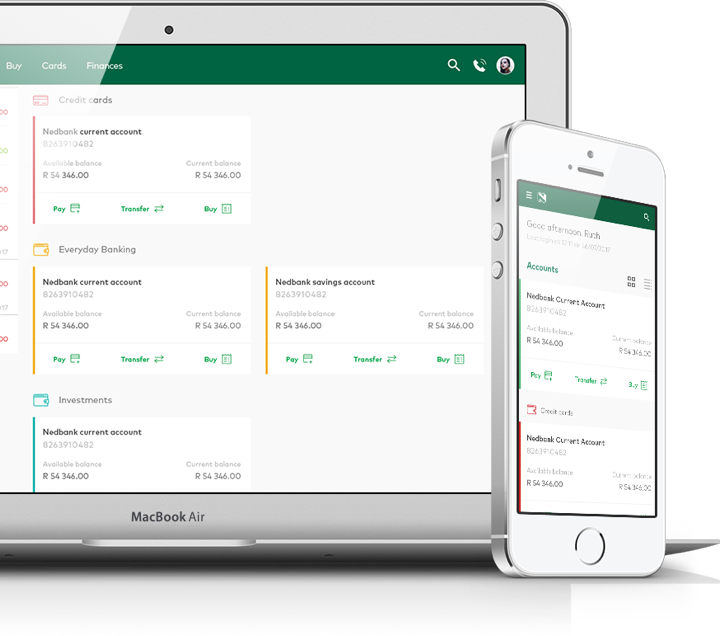 Buy Cards Finances
Credit cards
Nedbank current account
8263910482
Available balance Current balance
R 54 346.00 R 54 346.00
Pay Transfer Buy
Everyday Banking
Nedbank current account Nedbank savings account
8263910482 8263910482
Available balance Current balance Available balance Current balance
R 54 346.00 R 54 346.00 R 54 346.00 R 54 346.00
Pay Transfer Buy Pay Transfer Buy
Investments
Nedbank current account
8263910482
Available balance Current balance
R 54 346.00 R 54 346.00
MacBook Air
Good afternoon, Ruth
Accounts
Nedbank Current Account
8263910482
Available balance Current balance
R 54 346.00 R 54 346.00
Pay Transfer Buy
Credit cards
Nedbank Current Account
8263910482
Available balance Current balance
R 54 346.00 R 54 346.00